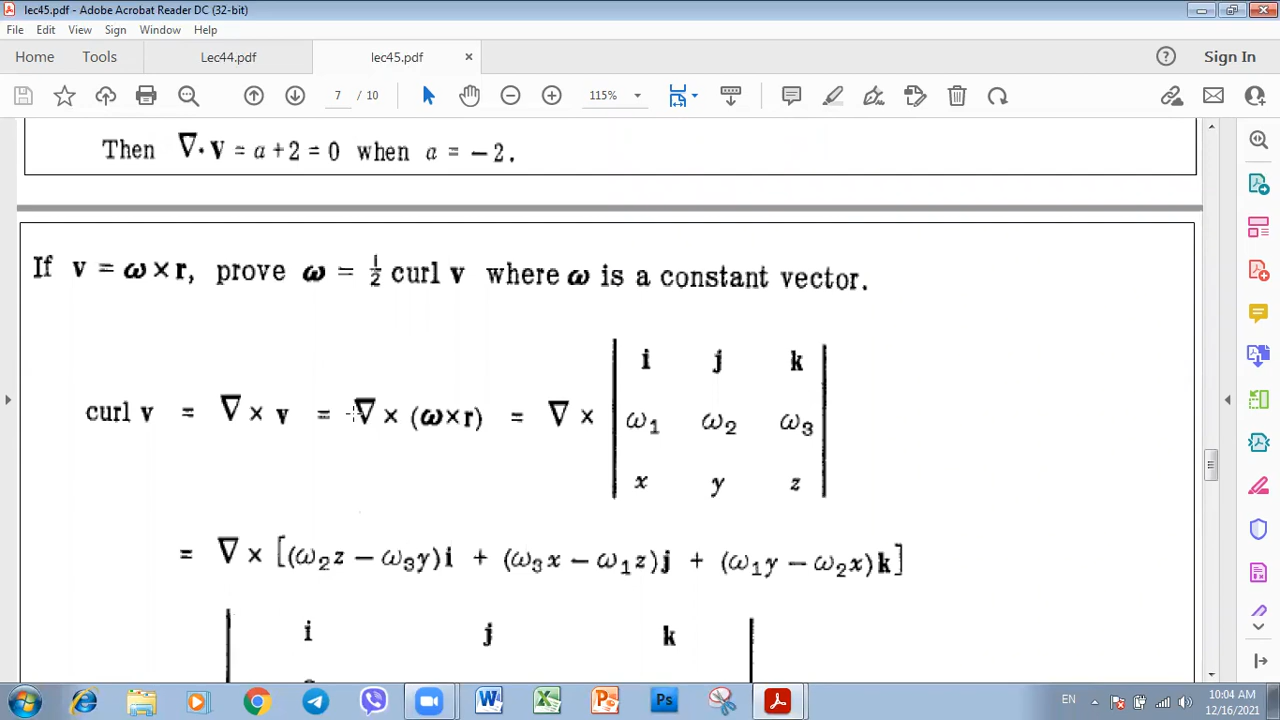 lec45.pdf - Adobe Acrobat Reader DC (32-bit)
File Edit View Sign Window Help
Home Tools Lec44.pdf lec45.pdf × ? Sign In
7 / 10 115%
Then ∇·V = a + 2 = 0 when a = −2.
If v = ω × r, prove ω = ½ curl v where ω is a constant vector.
curl v = ∇ × v = ∇ × (ω × r) = ∇ ×
i j k
ω₁ ω₂ ω₃
x y z
= ∇ × [(ω₂z − ω₃y)i + (ω₃x − ω₁z)j + (ω₁y − ω₂x)k]
i j k
EN 10:04 AM
12/16/2021